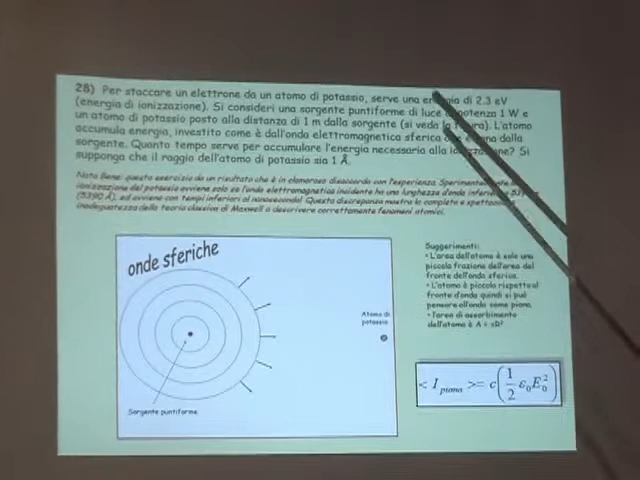 28) Per staccare un elettrone da un atomo di potassio, serve una energia di 2.3 eV
(energia di ionizzazione). Si consideri una sorgente puntiforme di luce di potenza 1 W e
un atomo di potassio posto alla distanza di 1 m dalla sorgente (si veda la figura). L'atomo
accumula energia, investito come è dall'onda elettromagnetica sferica che emana dalla
sorgente. Quanto tempo serve per accumulare l'energia necessaria alla ionizzazione? Si
supponga che il raggio dell'atomo di potassio sia 1 Å.
Nota Bene: questo esercizio da un risultato che è in clamoroso disaccordo con l'esperienza. Sperimentalmente la
ionizzazione del potassio avviene solo se l'onda elettromagnetica incidente ha una lunghezza d'onda inferiore
(5390 Å), ed avviene con tempi inferiori al nanosecondo! Questa discrepanza mostra la completa e spettacolare
inadeguatezza della teoria classica di Maxwell a descrivere correttamente fenomeni atomici.
onde sferiche
Atomo di
potassio
Sorgente puntiforme
Suggerimenti:
• L'area dell'atomo è solo una
piccola frazione dell'area del
fronte dell'onda sferica.
• L'atomo è piccolo rispetto al
fronte d'onda quindi si può
pensare all'onda come piana.
• l'area di assorbimento
dell'atomo è A = πR²
< I piana >= c(1/2 ε₀E₀²)